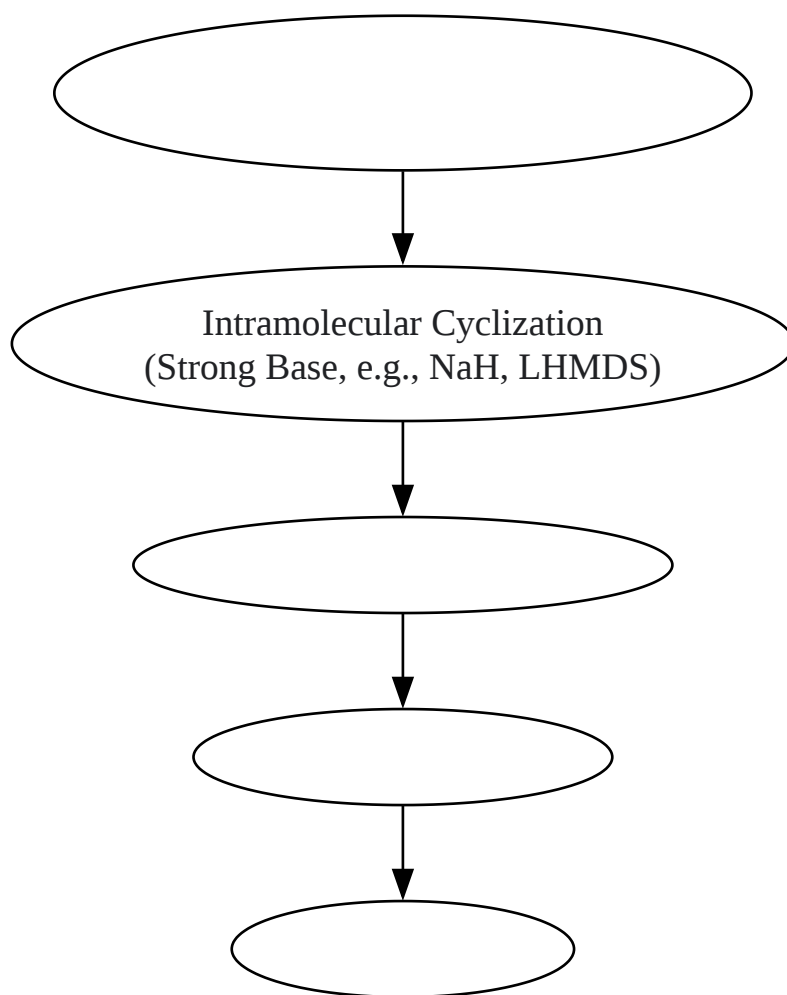 Intramolecular Cyclization
(Strong Base, e.g., NaH, LHMDS)